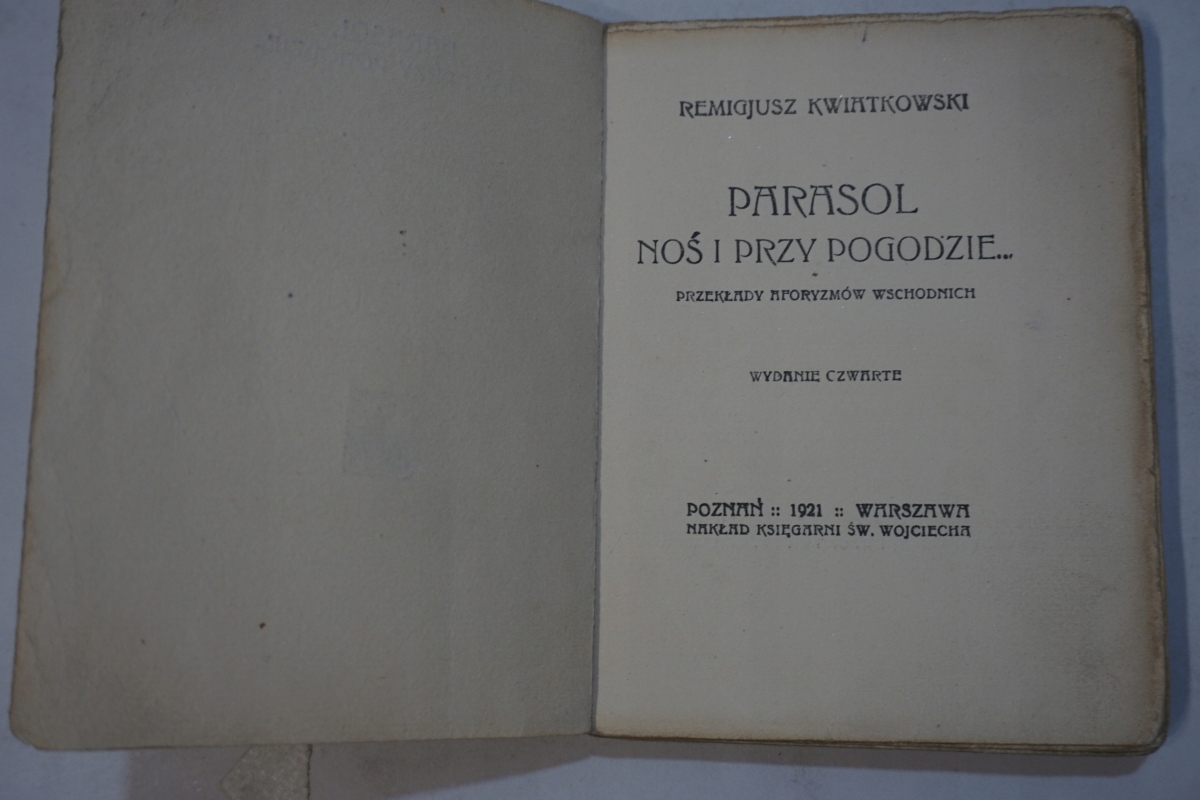 REMIGJUSZ KWIATKOWSKI
PARASOL
NOŚ I PRZY POGODZIE...
PRZEKŁADY AFORYZMÓW WSCHODNICH
WYDANIE CZWARTE
POZNAŃ :: 1921 :: WARSZAWA
NAKŁAD KSIĘGARNI ŚW. WOJCIECHA